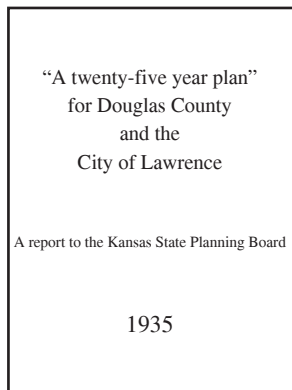 “A twenty-five year plan”
for Douglas County
and the
City of Lawrence
A report to the Kansas State Planning Board
1935